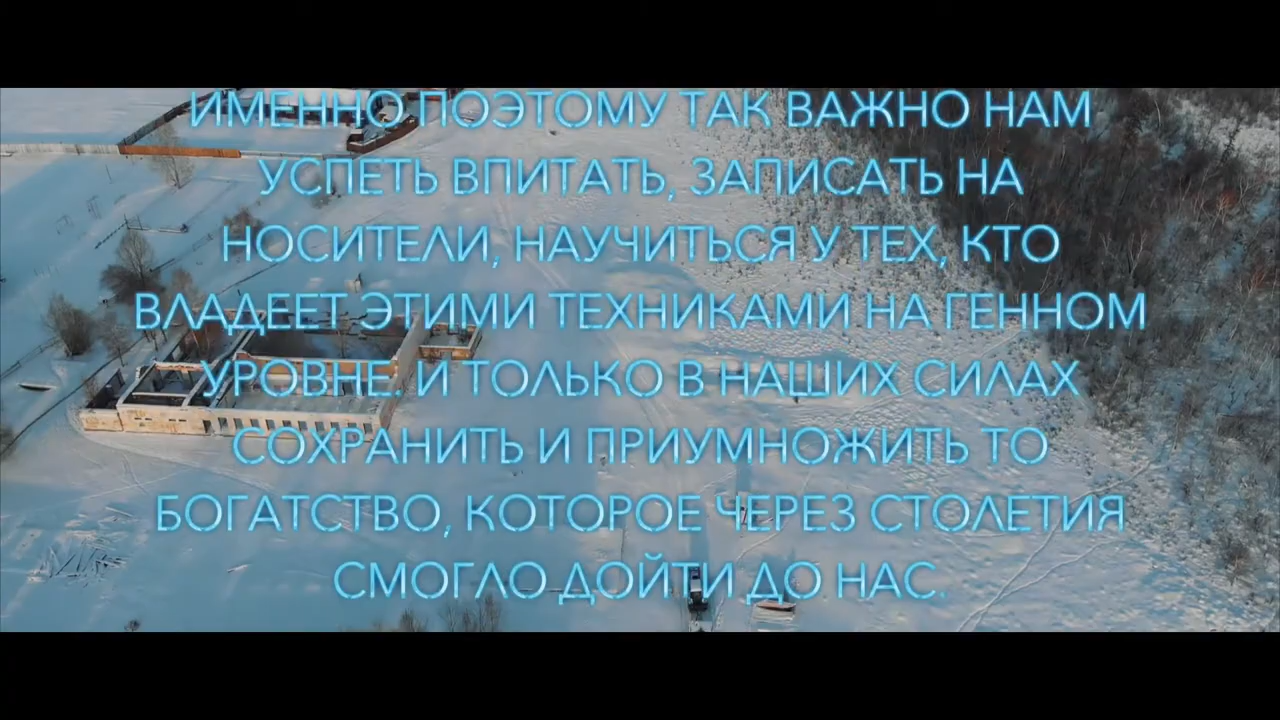 ИМЕННО ПОЭТОМУ ТАК ВАЖНО НАМ
УСПЕТЬ ВПИТАТЬ, ЗАПИСАТЬ НА
НОСИТЕЛИ, НАУЧИТЬСЯ У ТЕХ, КТО
ВЛАДЕЕТ ЭТИМИ ТЕХНИКАМИ НА ГЕННОМ
УРОВНЕ. И ТОЛЬКО В НАШИХ СИЛАХ
СОХРАНИТЬ И ПРИУМНОЖИТЬ ТО
БОГАТСТВО, КОТОРОЕ ЧЕРЕЗ СТОЛЕТИЯ
СМОГЛО ДОЙТИ ДО НАС.